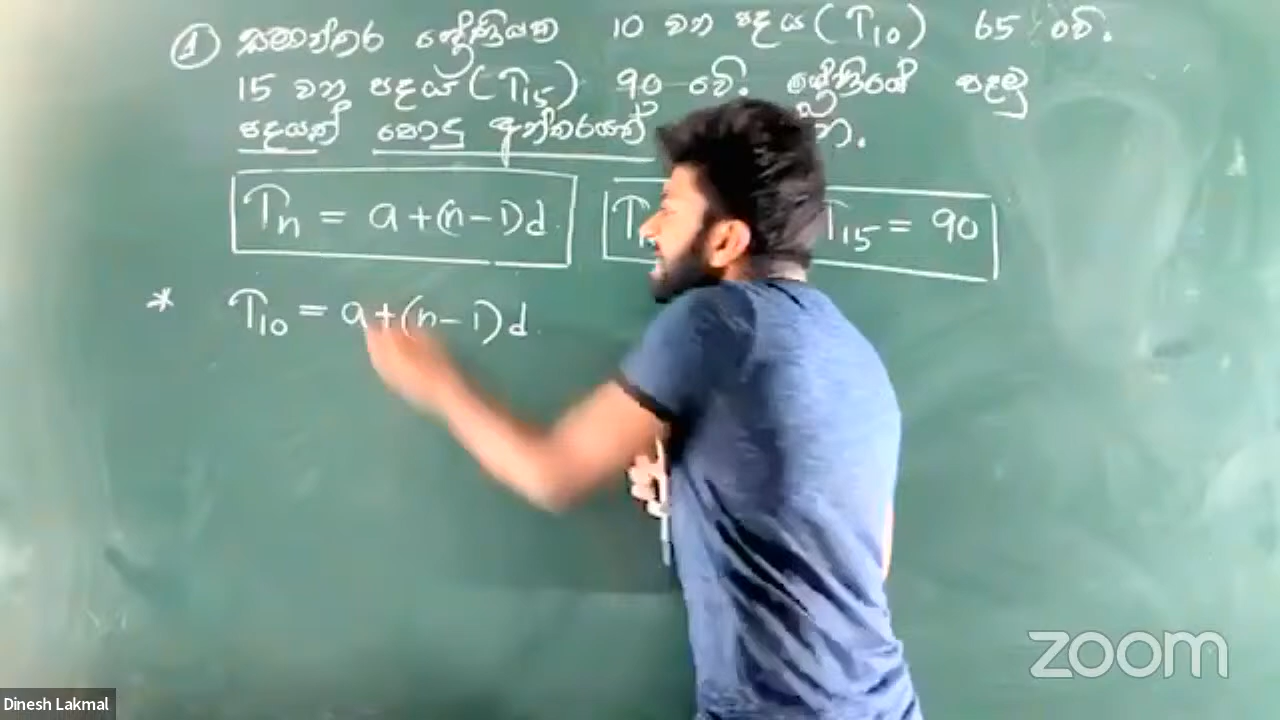 ① සමාන්තර ශ්‍රේණියක 10 වන පදය (T₁₀) 65 වේ.
15 වන පදය (T₁₅) 90 වේ. ශ්‍රේණියේ පළමු
පදයත් පොදු අන්තරයත් න.
Tn = a+(n-1)d T₁₅ = 90
* T₁₀ = a+(n-1)d
zoom
Dinesh Lakmal